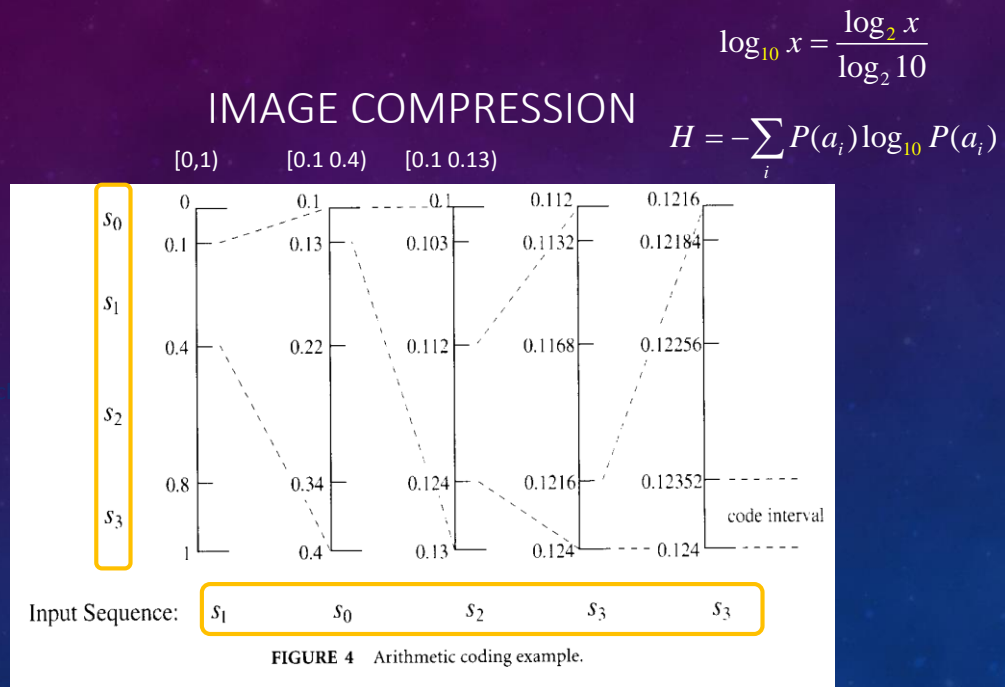 log₁₀ x = log₂ x / log₂ 10
IMAGE COMPRESSION
H = −∑ᵢ P(aᵢ) log₁₀ P(aᵢ)
[0,1) [0.1 0.4) [0.1 0.13)
0 0.1 0.1 0.112 0.1216
s₀
0.1 0.13 0.103 0.1132 0.12184
s₁
0.4 0.22 0.112 0.1168 0.12256
s₂
0.8 0.34 0.124 0.1216 0.12352
s₃ code interval
1 0.4 0.13 0.124 0.124
Input Sequence: s₁ s₀ s₂ s₃ s₃
FIGURE 4 Arithmetic coding example.